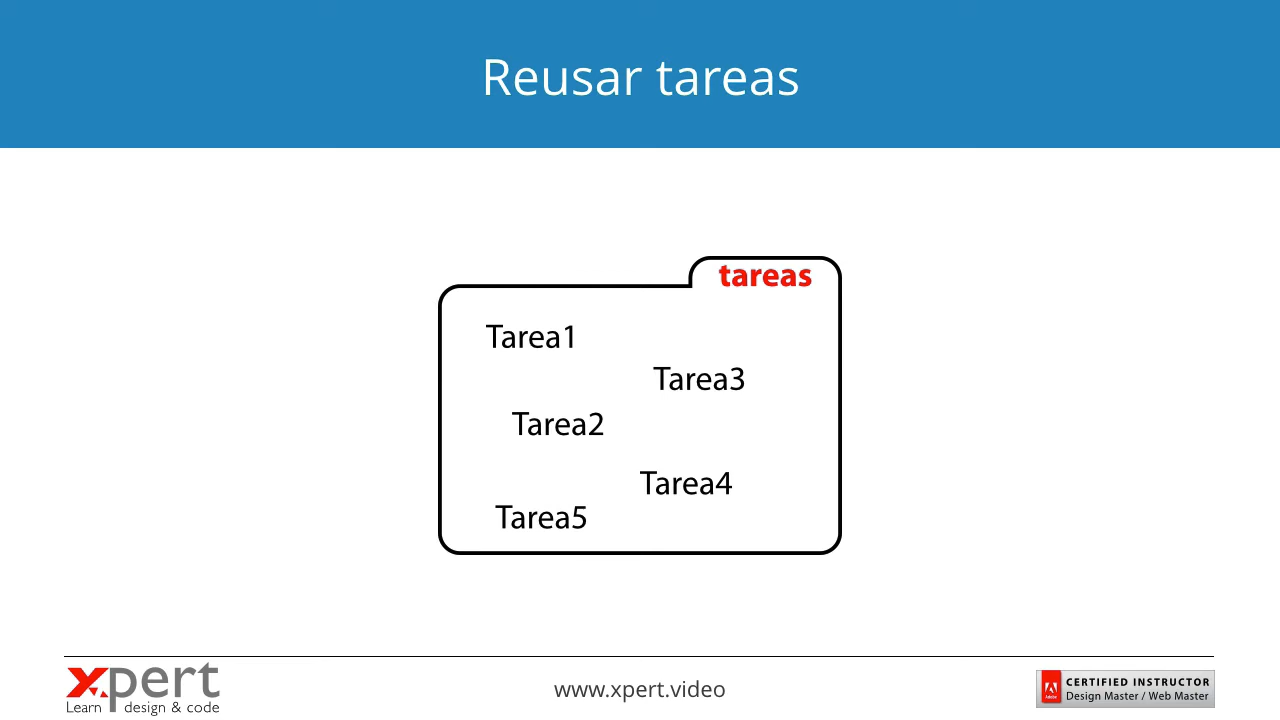 Reusar tareas
tareas
Tarea1
Tarea3
Tarea2
Tarea4
Tarea5
xpert
Learn design & code
www.xpert.video
Adobe
CERTIFIED INSTRUCTOR
Design Master / Web Master